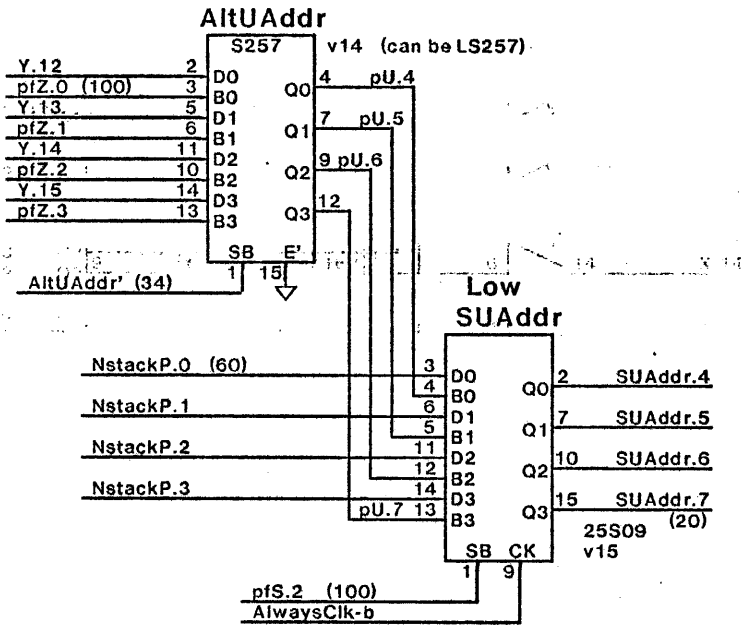 AltUAddr
S257 v14 (can be LS257)
Y.12 2 D0
pfZ.0 (100) 3 B0 Q0 4 pU.4
Y.13 5 D1
pfZ.1 6 B1 Q1 7 pU.5
Y.14 11 D2
pfZ.2 10 B2 Q2 9 pU.6
Y.15 14 D3
pfZ.3 13 B3 Q3 12
SB E'
1 15
AltUAddr' (34)
Low
SUAddr
NstackP.0 (60) 3 D0
4 B0 Q0 2 SUAddr.4
NstackP.1 6 D1
5 B1 Q1 7 SUAddr.5
NstackP.2 11 D2
12 B2 Q2 10 SUAddr.6
NstackP.3 14 D3
pU.7 13 B3 Q3 15 SUAddr.7
(20)
25S09
v15
SB CK
1 9
pfS.2 (100)
AlwaysClk-b